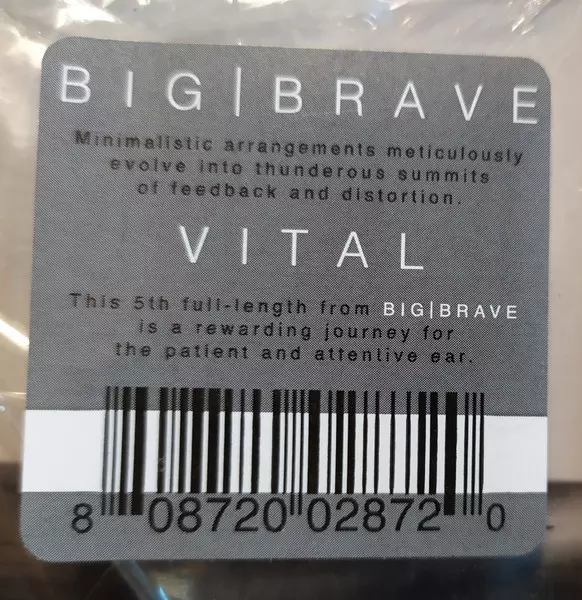 BIG|BRAVE
Minimalistic arrangements meticulously
evolve into thunderous summits
of feedback and distortion.
VITAL
This 5th full-length from BIG|BRAVE
is a rewarding journey for
the patient and attentive ear.
8 08720 02872 0